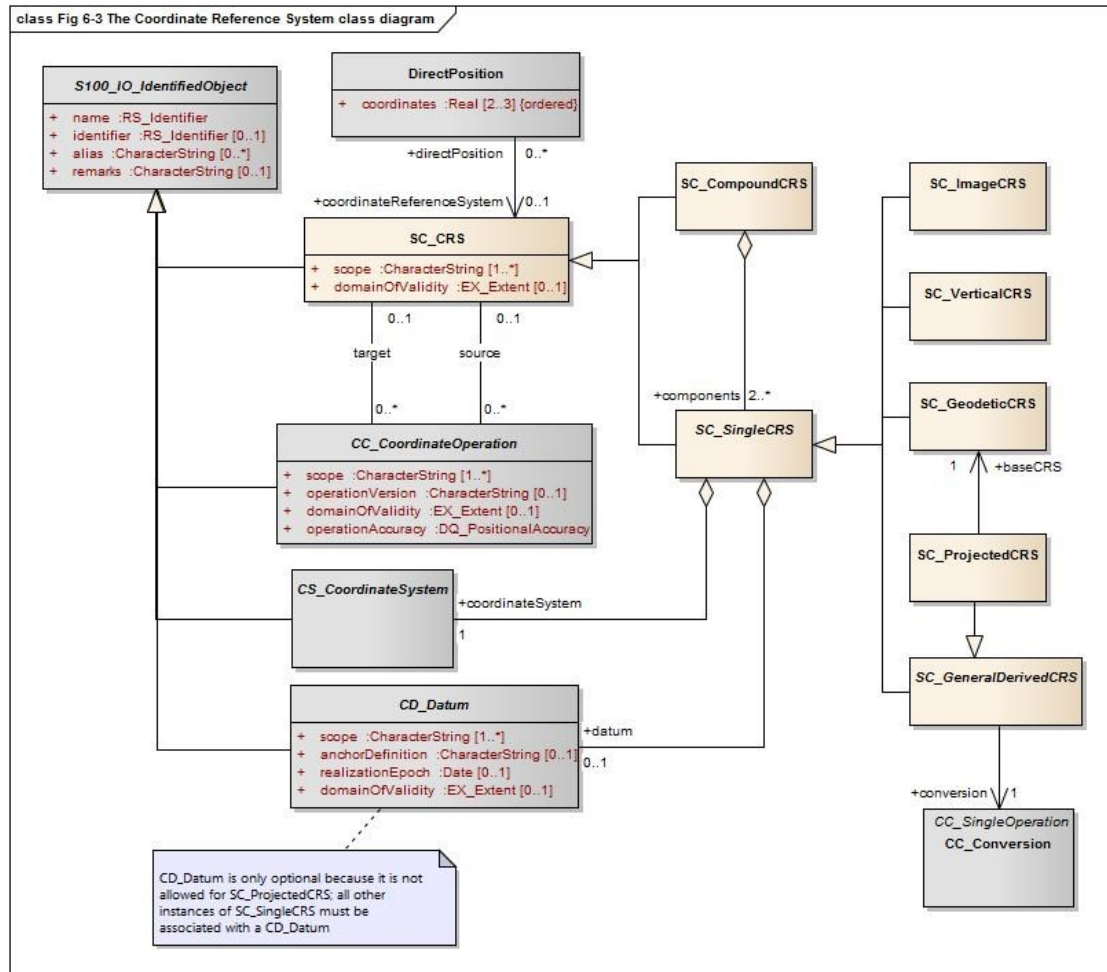 class Fig 6-3 The Coordinate Reference System class diagram
S100_IO_IdentifiedObject
+ name :RS_Identifier
+ identifier :RS_Identifier [0..1]
+ alias :CharacterString [0..*]
+ remarks :CharacterString [0..1]
DirectPosition
+ coordinates :Real [2..3] {ordered}
+directPosition 0..*
+coordinateReferenceSystem 0..1
SC_CRS
+ scope :CharacterString [1..*]
+ domainOfValidity :EX_Extent [0..1]
0..1 0..1
target source
0..* 0..*
CC_CoordinateOperation
+ scope :CharacterString [1..*]
+ operationVersion :CharacterString [0..1]
+ domainOfValidity :EX_Extent [0..1]
+ operationAccuracy :DQ_PositionalAccuracy
CS_CoordinateSystem
+coordinateSystem
1
CD_Datum
+ scope :CharacterString [1..*]
+ anchorDefinition :CharacterString [0..1]
+ realizationEpoch :Date [0..1]
+ domainOfValidity :EX_Extent [0..1]
+datum
0..1
CD_Datum is only optional because it is not
allowed for SC_ProjectedCRS; all other
instances of SC_SingleCRS must be
associated with a CD_Datum
SC_CompoundCRS
+components 2..*
SC_SingleCRS
SC_ImageCRS
SC_VerticalCRS
SC_GeodeticCRS
1 +baseCRS
SC_ProjectedCRS
SC_GeneralDerivedCRS
+conversion 1
CC_SingleOperation
CC_Conversion